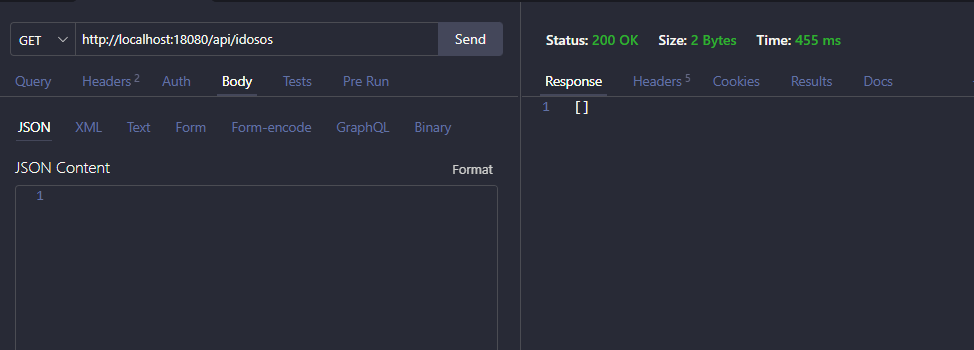 GET http://localhost:18080/api/idosos Send
Status: 200 OK Size: 2 Bytes Time: 455 ms
Query Headers 2 Auth Body Tests Pre Run
Response Headers 5 Cookies Results Docs
1 []
JSON XML Text Form Form-encode GraphQL Binary
JSON Content Format
1